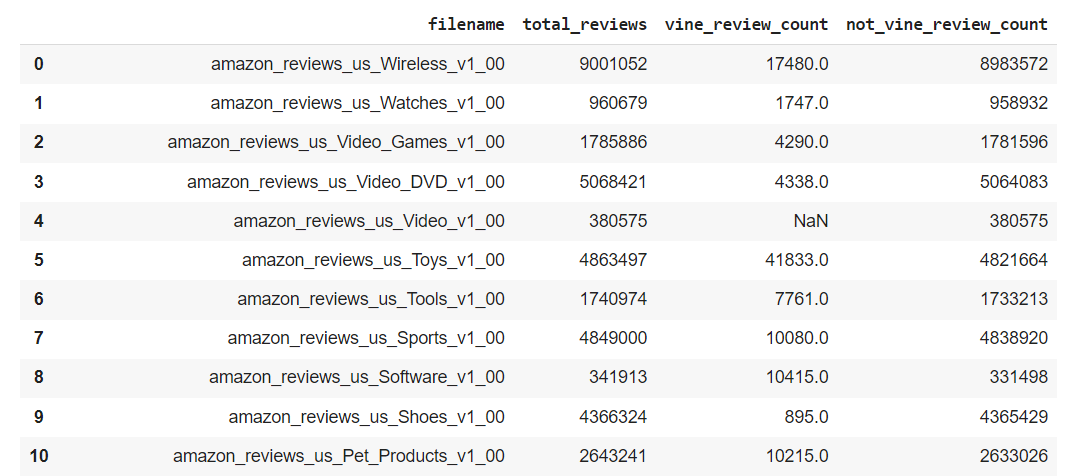 filename total_reviews vine_review_count not_vine_review_count
0 amazon_reviews_us_Wireless_v1_00 9001052 17480.0 8983572
1 amazon_reviews_us_Watches_v1_00 960679 1747.0 958932
2 amazon_reviews_us_Video_Games_v1_00 1785886 4290.0 1781596
3 amazon_reviews_us_Video_DVD_v1_00 5068421 4338.0 5064083
4 amazon_reviews_us_Video_v1_00 380575 NaN 380575
5 amazon_reviews_us_Toys_v1_00 4863497 41833.0 4821664
6 amazon_reviews_us_Tools_v1_00 1740974 7761.0 1733213
7 amazon_reviews_us_Sports_v1_00 4849000 10080.0 4838920
8 amazon_reviews_us_Software_v1_00 341913 10415.0 331498
9 amazon_reviews_us_Shoes_v1_00 4366324 895.0 4365429
10 amazon_reviews_us_Pet_Products_v1_00 2643241 10215.0 2633026